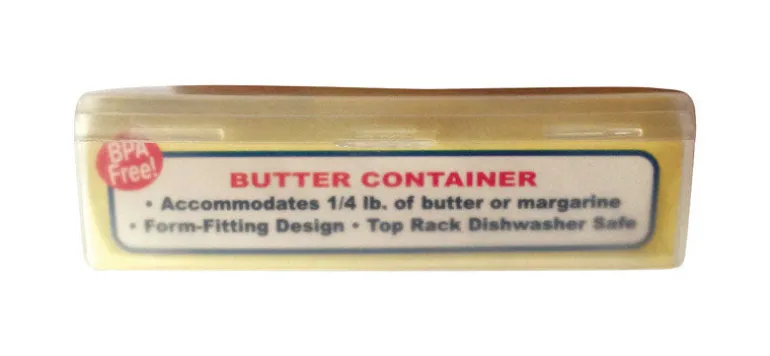 BPA
Free!
BUTTER CONTAINER
• Accommodates 1/4 lb. of butter or margarine
• Form-Fitting Design • Top Rack Dishwasher Safe